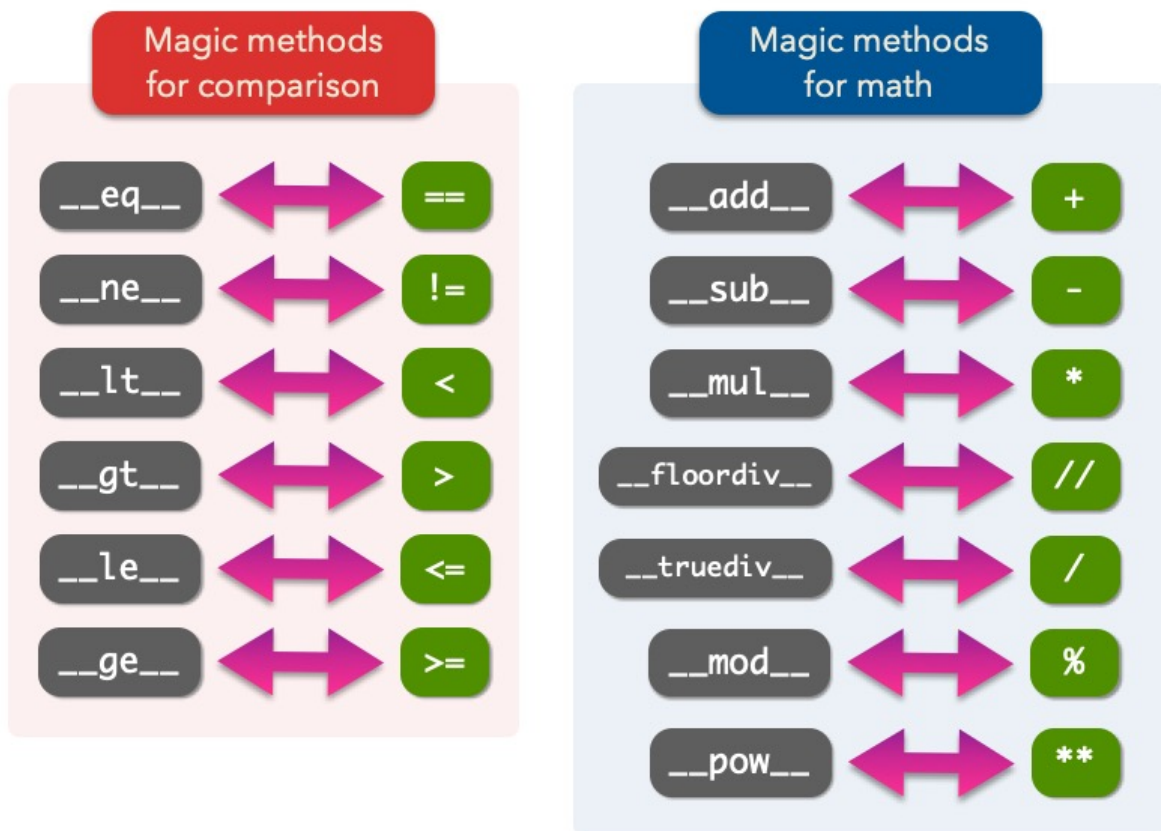 Magic methods
for comparison
__eq__ ==
__ne__ !=
__lt__ <
__gt__ >
__le__ <=
__ge__ >=
Magic methods
for math
__add__ +
__sub__ -
__mul__ *
__floordiv__ //
__truediv__ /
__mod__ %
__pow__ **